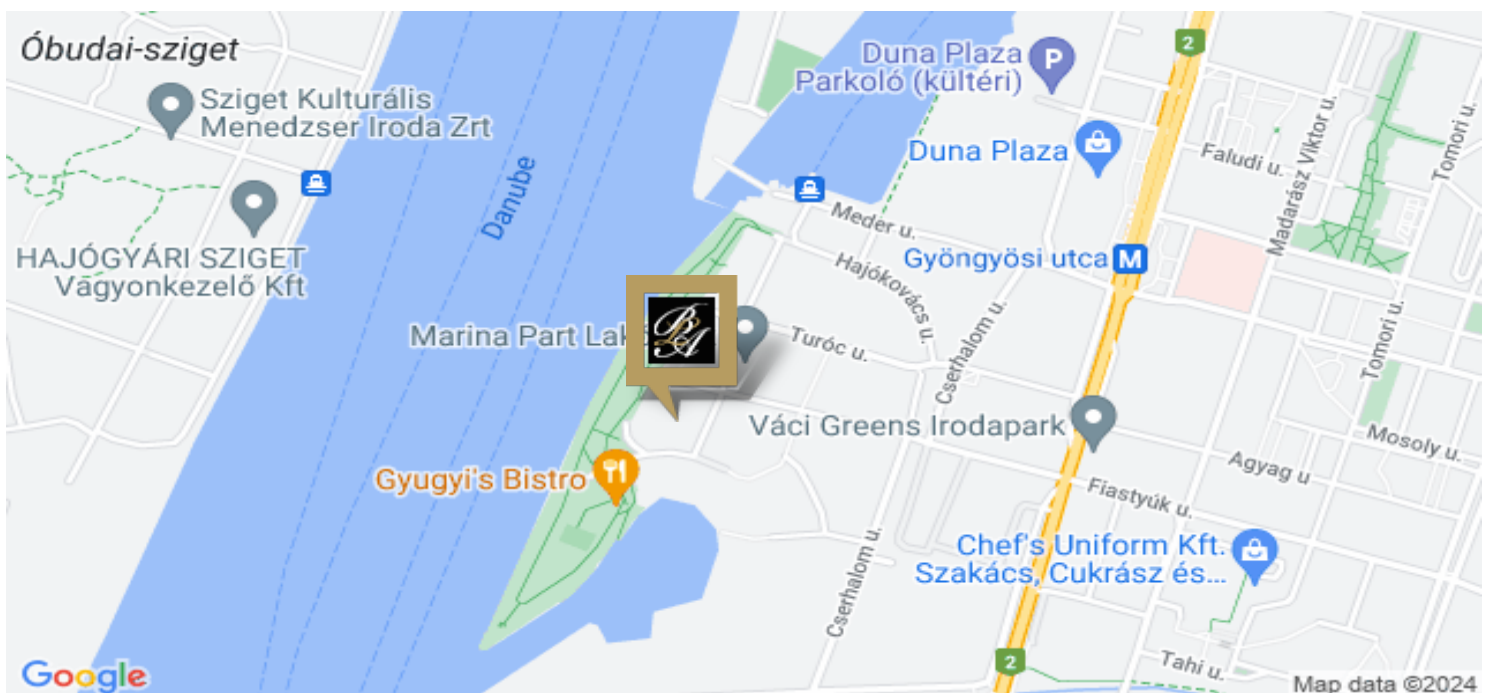 Óbudai-sziget
Sziget Kulturális
Menedzser Iroda Zrt
HAJÓGYÁRI SZIGET
Vagyonkezelő Kft
Danube
Duna Plaza
Parkoló (kültéri)
P
2
Duna Plaza
Faludi u.
Madarász Viktor u.
Tomori u.
Meder u.
Gyöngyösi utca
M
Hajókovács u.
Marina Part
Turóc u.
Cserhalom u.
Tomori u.
Váci Greens Irodapark
Mosoly u.
Agyag u
Gyugyi's Bistro
Fiastyúk u.
Chef's Uniform Kft.
Szakács, Cukrász és...
Cserhalom u.
2
Tahi u.
Google
Map data ©2024